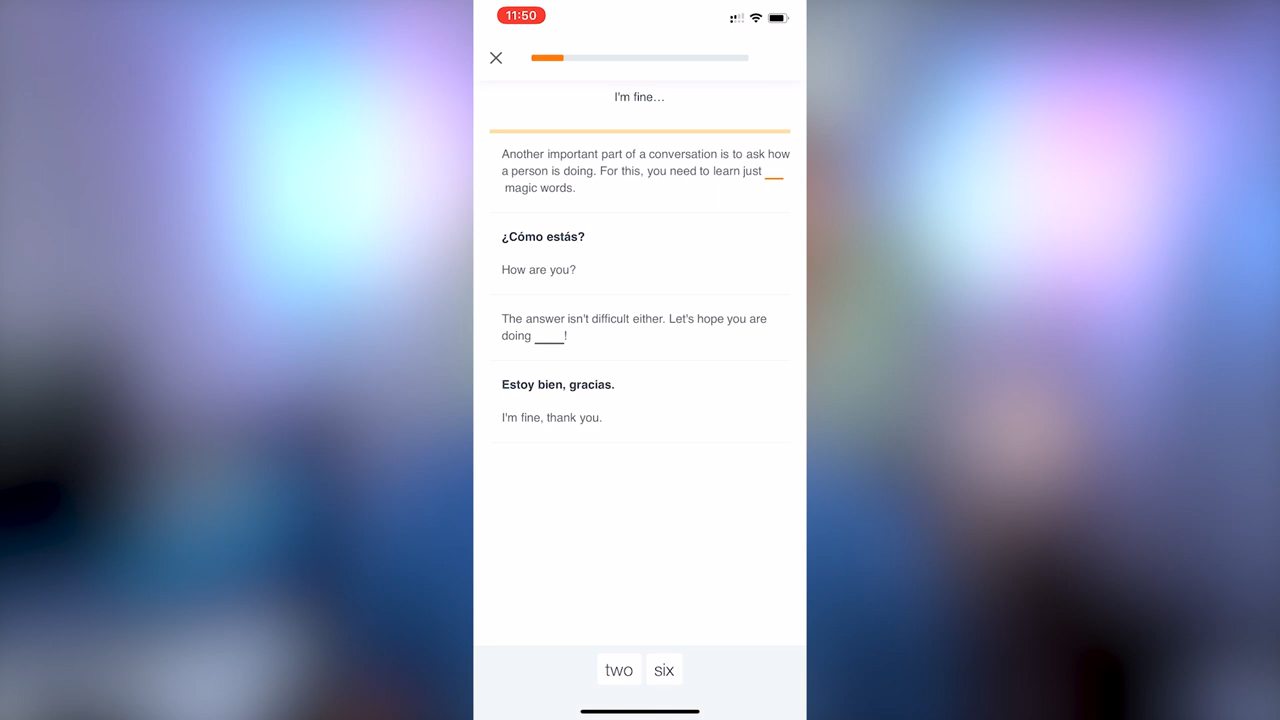 11:50
I'm fine...
Another important part of a conversation is to ask how
a person is doing. For this, you need to learn just ___
magic words.
¿Cómo estás?
How are you?
The answer isn't difficult either. Let's hope you are
doing ____!
Estoy bien, gracias.
I'm fine, thank you.
two six